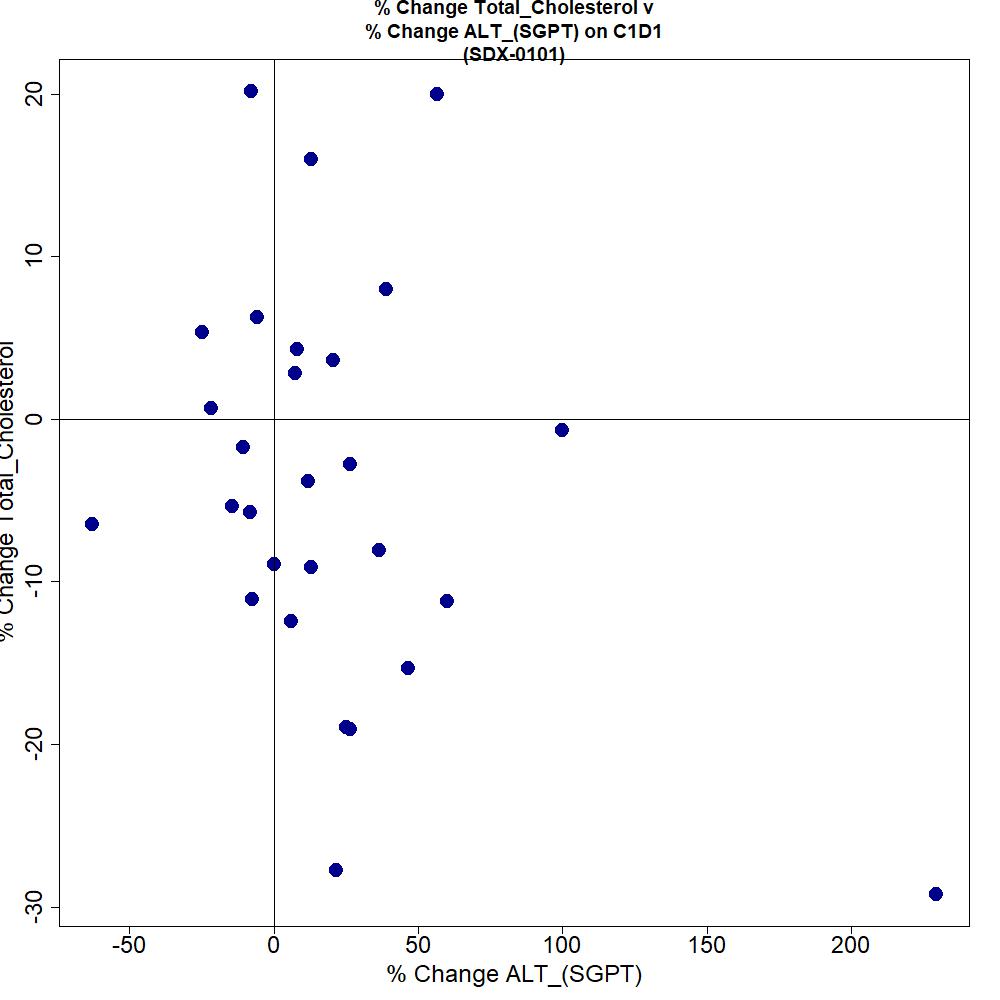 % Change Total_Cholesterol v
% Change ALT_(SGPT) on C1D1
(SDX-0101)
% Change Total_Cholesterol
20
10
0
-10
-20
-30
-50
0
50
100
150
200
% Change ALT_(SGPT)